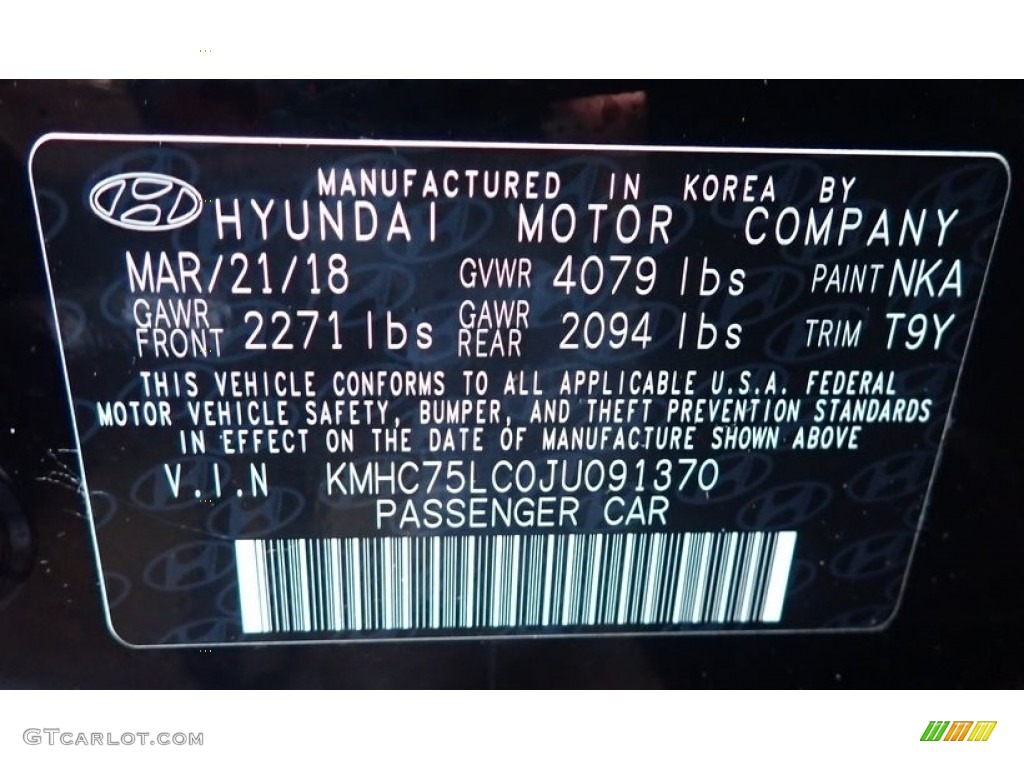 MANUFACTURED IN KOREA BY
HYUNDAI MOTOR COMPANY
MAR/21/18 GVWR 4079 lbs PAINT NKA
GAWR FRONT 2271 lbs GAWR REAR 2094 lbs TRIM T9Y
THIS VEHICLE CONFORMS TO ALL APPLICABLE U.S.A. FEDERAL
MOTOR VEHICLE SAFETY, BUMPER, AND THEFT PREVENTION STANDARDS
IN EFFECT ON THE DATE OF MANUFACTURE SHOWN ABOVE
V.I.N KMHC75LC0JU091370
PASSENGER CAR
GTCARLOT.COM